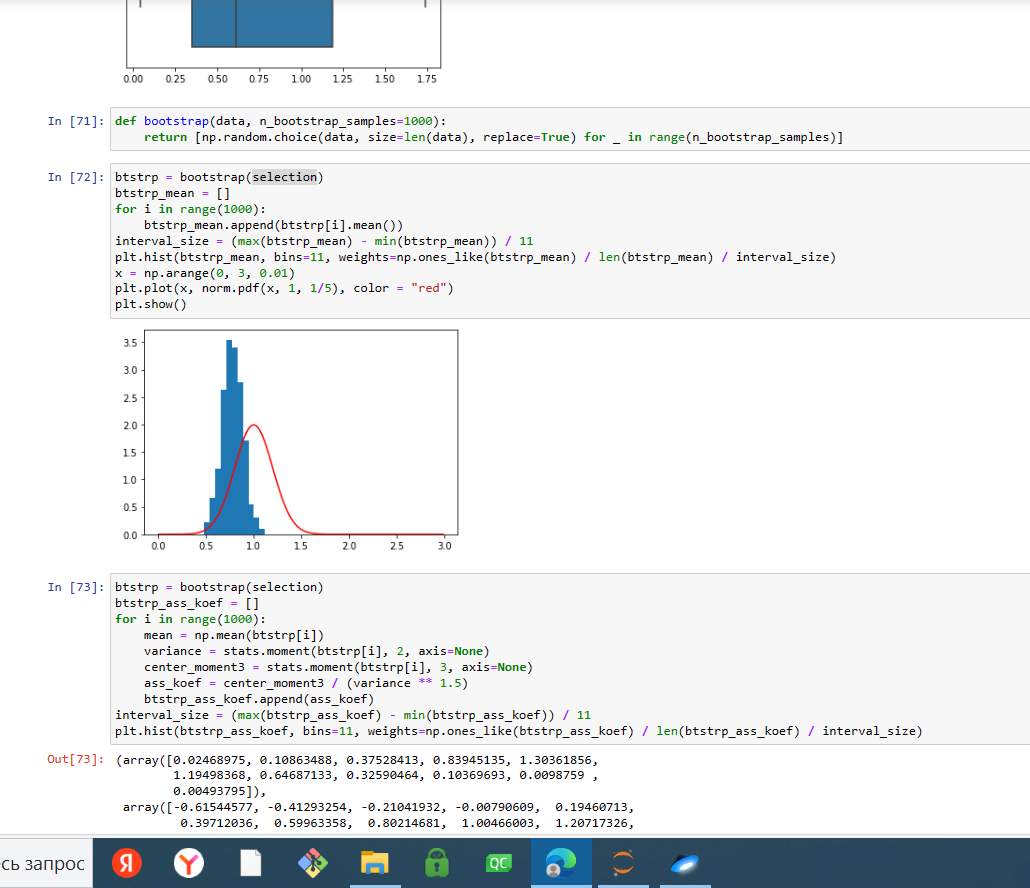 0.00 0.25 0.50 0.75 1.00 1.25 1.50 1.75
In [71]: def bootstrap(data, n_bootstrap_samples=1000):
return [np.random.choice(data, size=len(data), replace=True) for _ in range(n_bootstrap_samples)]
In [72]: btstrp = bootstrap(selection)
btstrp_mean = []
for i in range(1000):
btstrp_mean.append(btstrp[i].mean())
interval_size = (max(btstrp_mean) - min(btstrp_mean)) / 11
plt.hist(btstrp_mean, bins=11, weights=np.ones_like(btstrp_mean) / len(btstrp_mean) / interval_size)
x = np.arange(0, 3, 0.01)
plt.plot(x, norm.pdf(x, 1, 1/5), color = "red")
plt.show()
3.5
3.0
2.5
2.0
1.5
1.0
0.5
0.0
0.0 0.5 1.0 1.5 2.0 2.5 3.0
In [73]: btstrp = bootstrap(selection)
btstrp_ass_koef = []
for i in range(1000):
mean = np.mean(btstrp[i])
variance = stats.moment(btstrp[i], 2, axis=None)
center_moment3 = stats.moment(btstrp[i], 3, axis=None)
ass_koef = center_moment3 / (variance ** 1.5)
btstrp_ass_koef.append(ass_koef)
interval_size = (max(btstrp_ass_koef) - min(btstrp_ass_koef)) / 11
plt.hist(btstrp_ass_koef, bins=11, weights=np.ones_like(btstrp_ass_koef) / len(btstrp_ass_koef) / interval_size)
Out[73]: (array([0.02468975, 0.10863488, 0.37528413, 0.83945135, 1.30361856,
1.19498368, 0.64687133, 0.32590464, 0.10369693, 0.0098759 ,
0.00493795]),
array([-0.61544577, -0.41293254, -0.21041932, -0.00790609, 0.19460713,
0.39712036, 0.59963358, 0.80214681, 1.00466003, 1.20717326,
сь запрос
Я
Y
QC